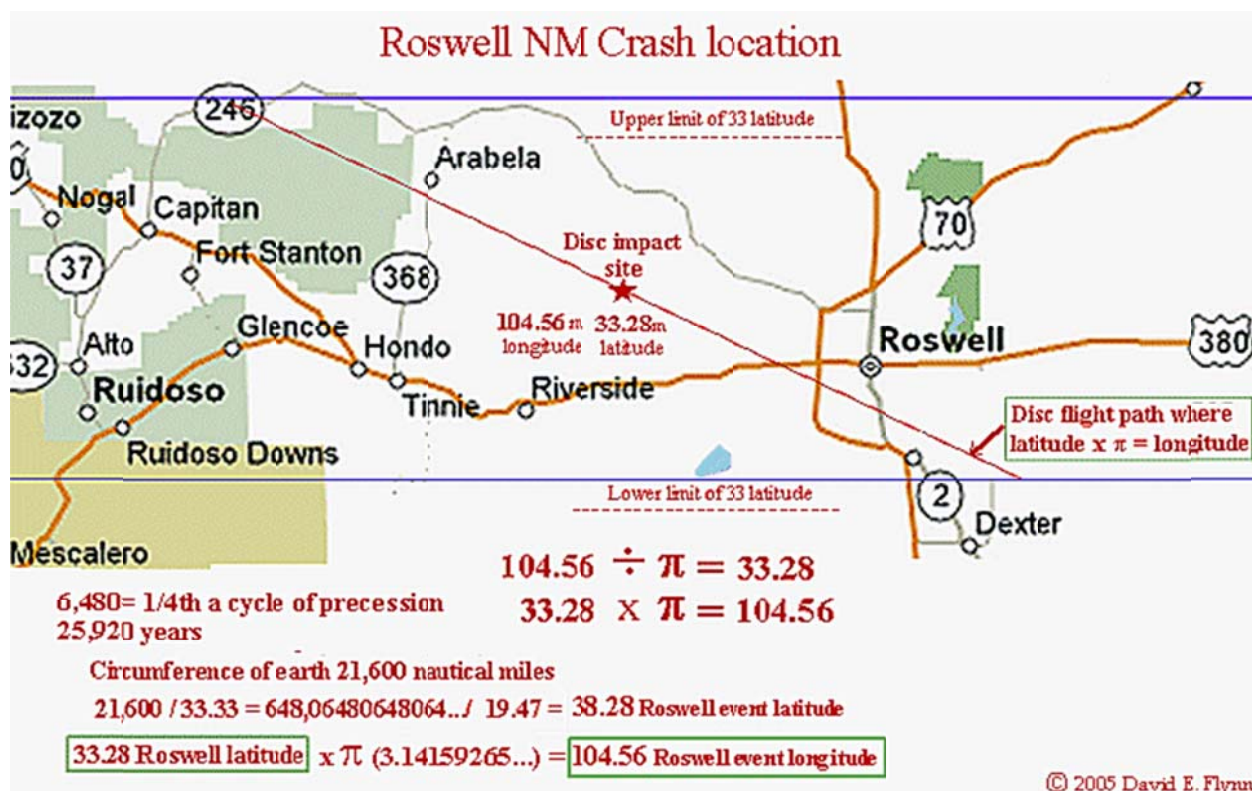 Roswell NM Crash location
246
izozo
Upper limit of 33 latitude
Arabela
Nogal
Capitan
70
Fort Stanton
Disc impact
site
37
368
104.56 m 33.28m
longitude latitude
Glencoe
Alto
Hondo
Roswell
380
532
Ruidoso
Tinnie
Riverside
Disc flight path where
latitude x π = longitude
Ruidoso Downs
Lower limit of 33 latitude
2
Dexter
Mescalero
104.56 ÷ π = 33.28
33.28 x π = 104.56
6,480= 1/4th a cycle of precession
25,920 years
Circumference of earth 21,600 nautical miles
21,600 / 33.33 = 648,06480648064.../ 19.47 = 38.28 Roswell event latitude
33.28 Roswell latitude x π (3.14159265...) = 104.56 Roswell event longitude
© 2005 David E. Flynn